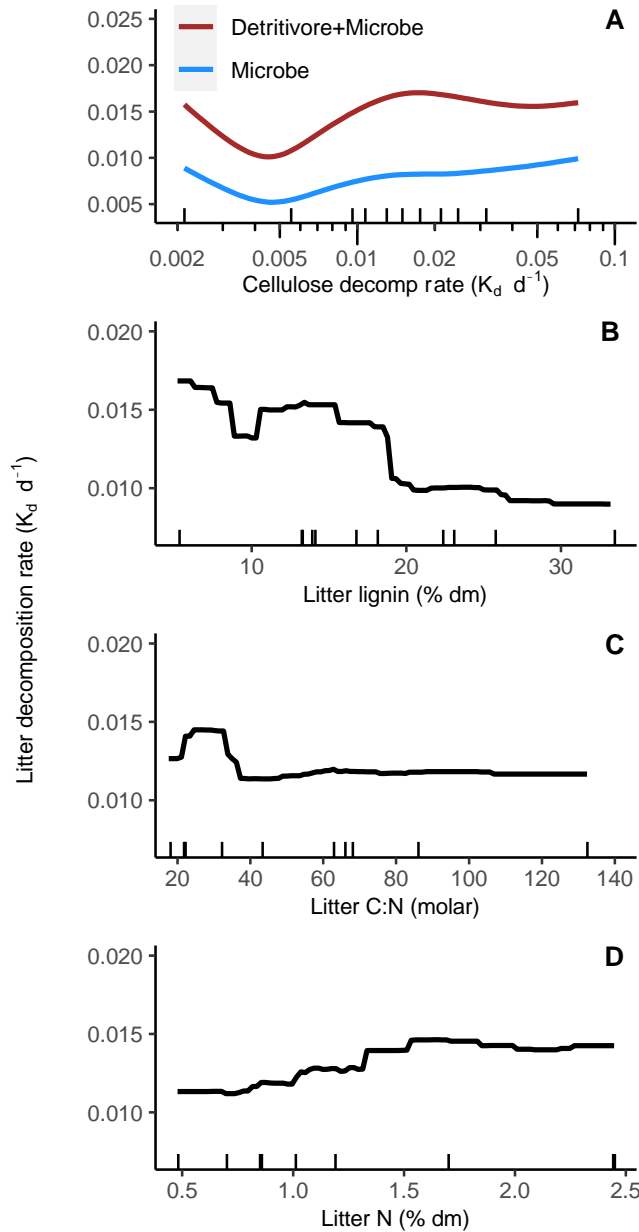 A
Detritivore+Microbe
Microbe
0.025
0.020
0.015
0.010
0.005
0.002 0.005 0.02 0.05 0.1
Cellulose decomp rate (K_d d⁻¹)
B
0.020
0.015
0.010
10 20 30
Litter lignin (% dm)
Litter decomposition rate (K_d d⁻¹)
C
0.020
0.015
0.010
20 40 60 80 100 120 140
Litter C:N (molar)
D
0.020
0.015
0.010
0.5 1.0 1.5 2.0 2.5
Litter N (% dm)